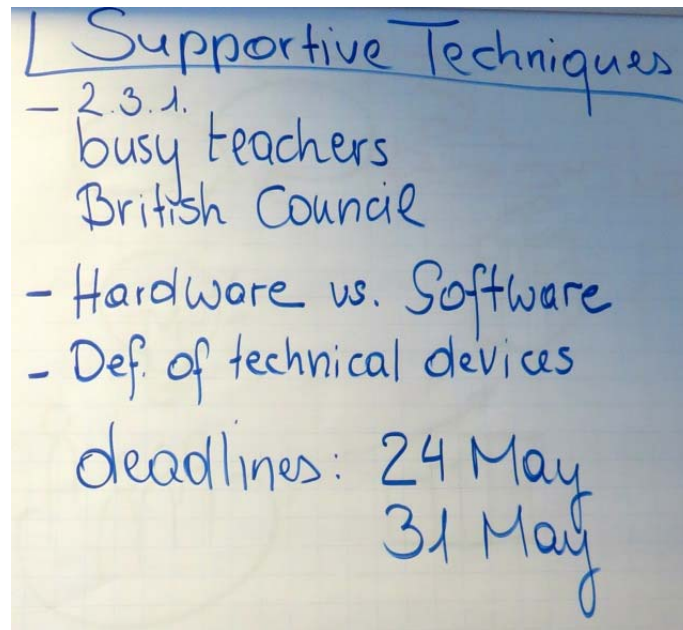 Supportive Techniques
- 2.3.1.
busy teachers
British Council
- Hardware vs. Software
- Def. of technical devices
deadlines: 24 May
31 May